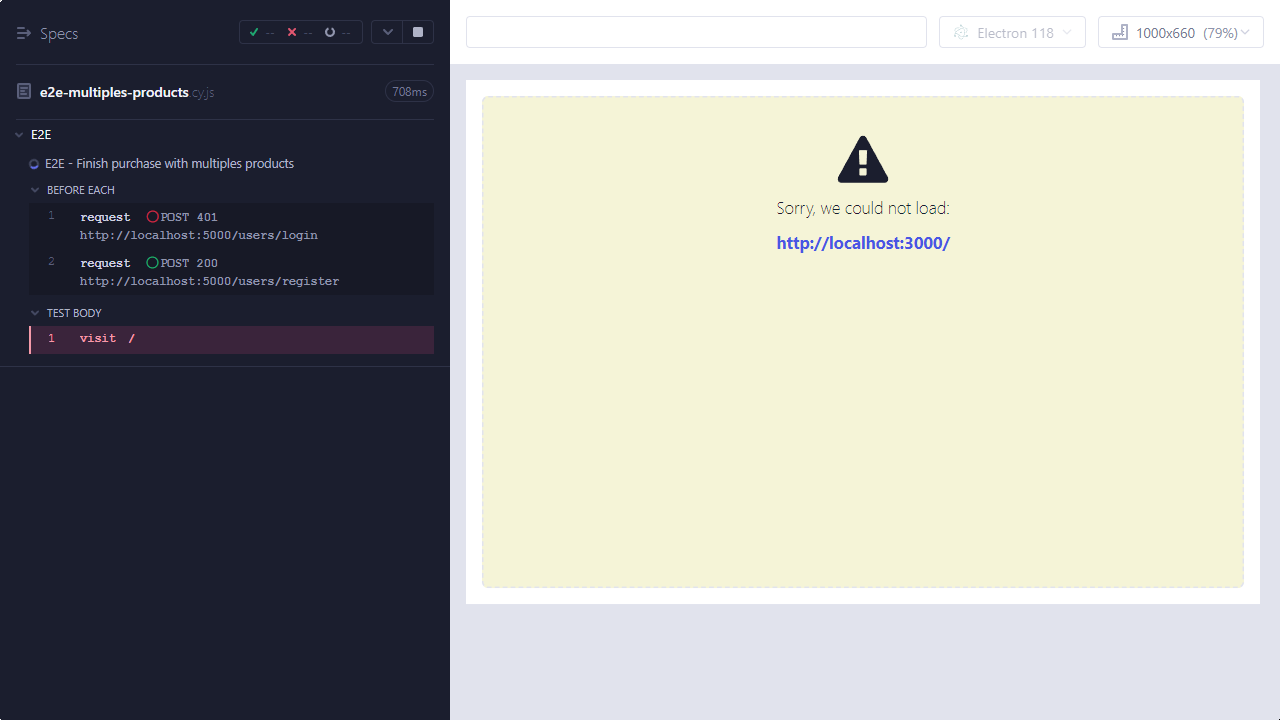 Specs
--
--
--
Electron 118
1000x660 (79%)
e2e-multiples-products.cy.js
708ms
E2E
E2E - Finish purchase with multiples products
BEFORE EACH
1 request POST 401
http://localhost:5000/users/login
2 request POST 200
http://localhost:5000/users/register
TEST BODY
1 visit /
Sorry, we could not load:
http://localhost:3000/